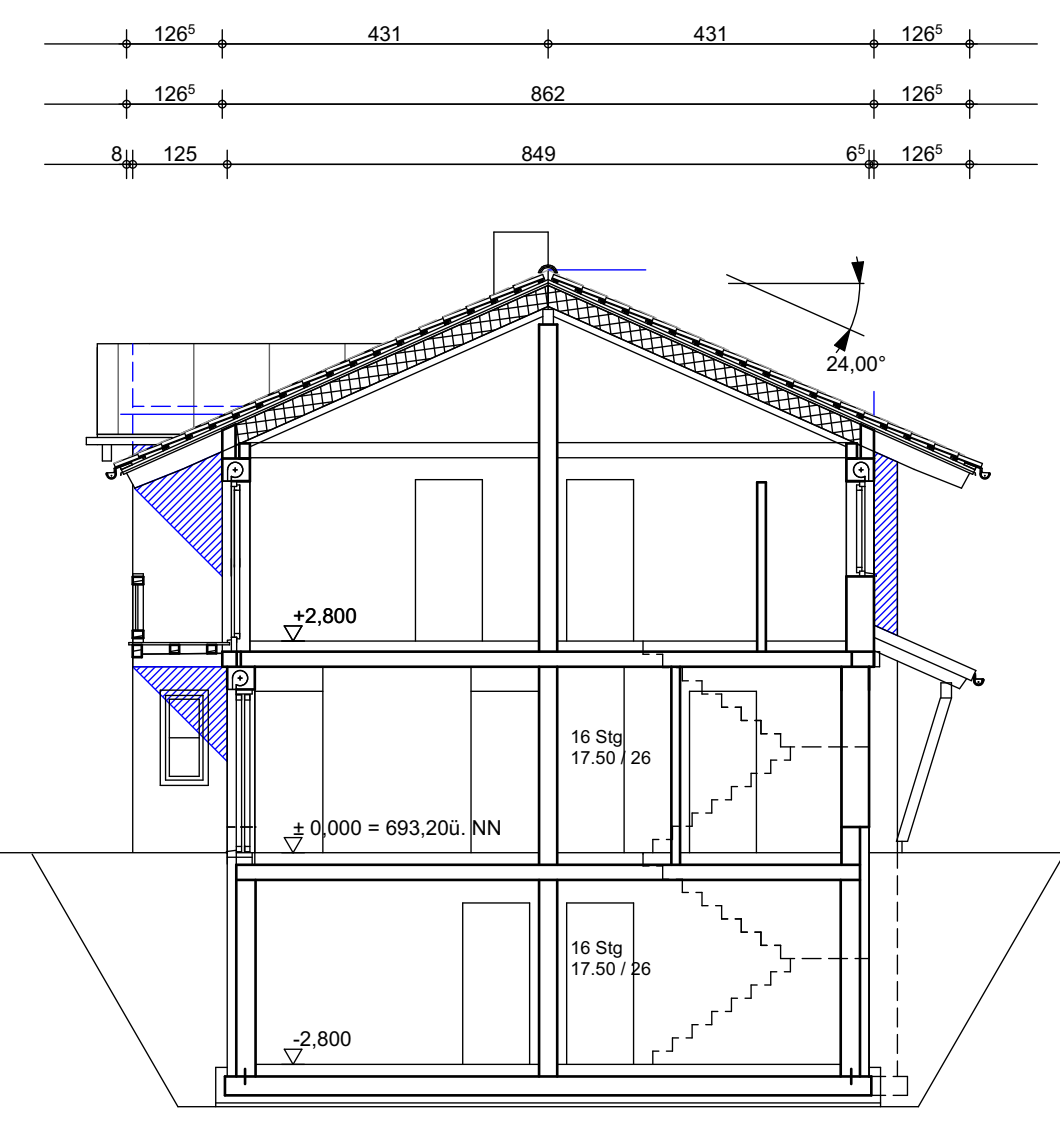 126⁵ 431 431 126⁵
126⁵ 862 126⁵
8 125 849 6⁵ 126⁵
24,00°
+2,800
16 Stg
17.50 / 26
± 0,000 = 693,20ü. NN
16 Stg
17.50 / 26
-2,800